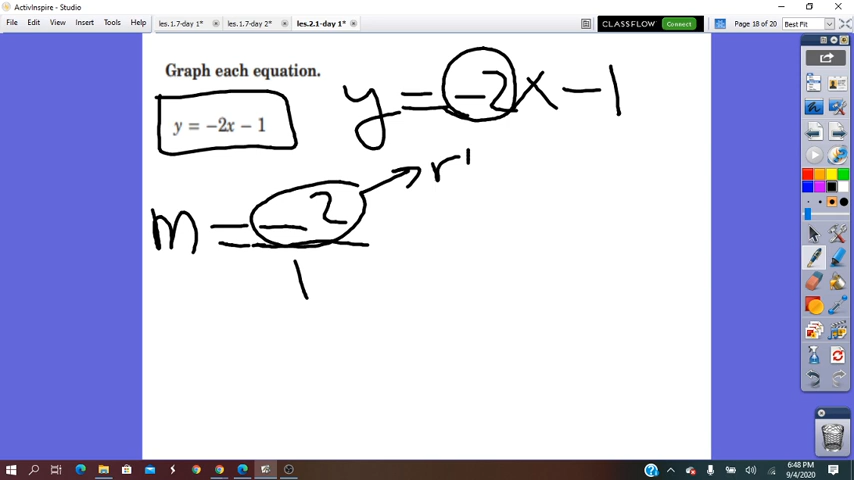 ActivInspire - Studio
File Edit View Insert Tools Help
les.1.7-day 1* les.1.7-day 2* les.2.1-day 1*
CLASSFLOW Connect
Page 18 of 20 Best Fit
Graph each equation.
y = −2x − 1
y = −2x − 1
m = −2
1
6:48 PM
9/4/2020